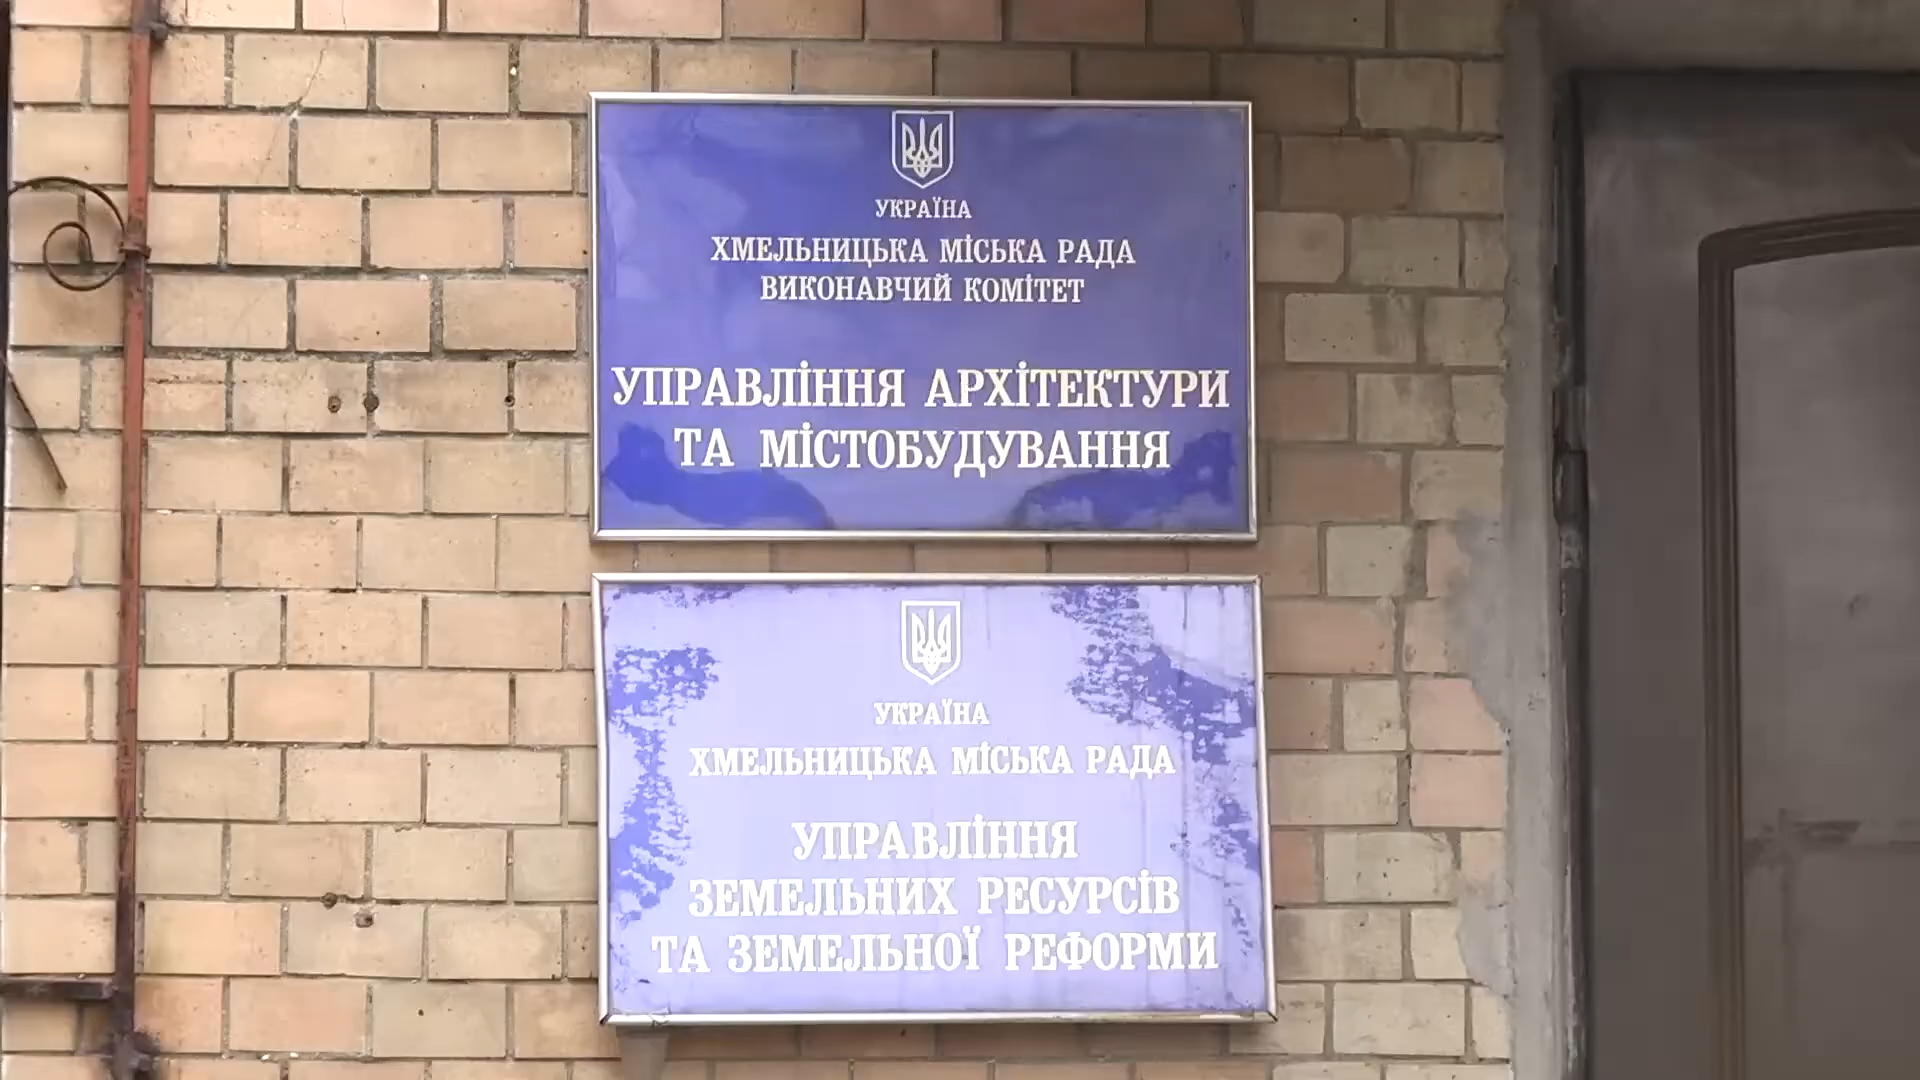 УКРАЇНА
ХМЕЛЬНИЦЬКА МІСЬКА РАДА
ВИКОНАВЧИЙ КОМІТЕТ
УПРАВЛІННЯ АРХІТЕКТУРИ
ТА МІСТОБУДУВАННЯ
УКРАЇНА
ХМЕЛЬНИЦЬКА МІСЬКА РАДА
УПРАВЛІННЯ
ЗЕМЕЛЬНИХ РЕСУРСІВ
ТА ЗЕМЕЛЬНОЇ РЕФОРМИ